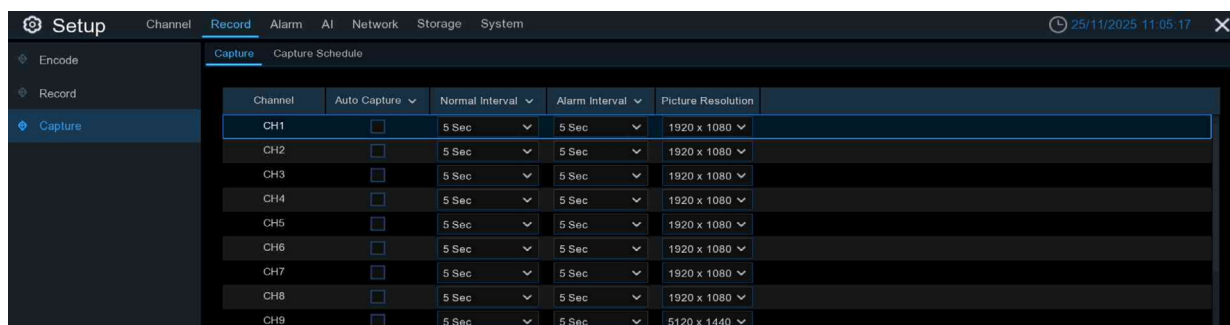 Setup Channel Record Alarm AI Network Storage System 25/11/2025 11:05:17
Encode
Record
Capture
Capture Capture Schedule
Channel Auto Capture Normal Interval Alarm Interval Picture Resolution
CH1 5 Sec 5 Sec 1920 x 1080
CH2 5 Sec 5 Sec 1920 x 1080
CH3 5 Sec 5 Sec 1920 x 1080
CH4 5 Sec 5 Sec 1920 x 1080
CH5 5 Sec 5 Sec 1920 x 1080
CH6 5 Sec 5 Sec 1920 x 1080
CH7 5 Sec 5 Sec 1920 x 1080
CH8 5 Sec 5 Sec 1920 x 1080
CH9 5 Sec 5 Sec 5120 x 1440